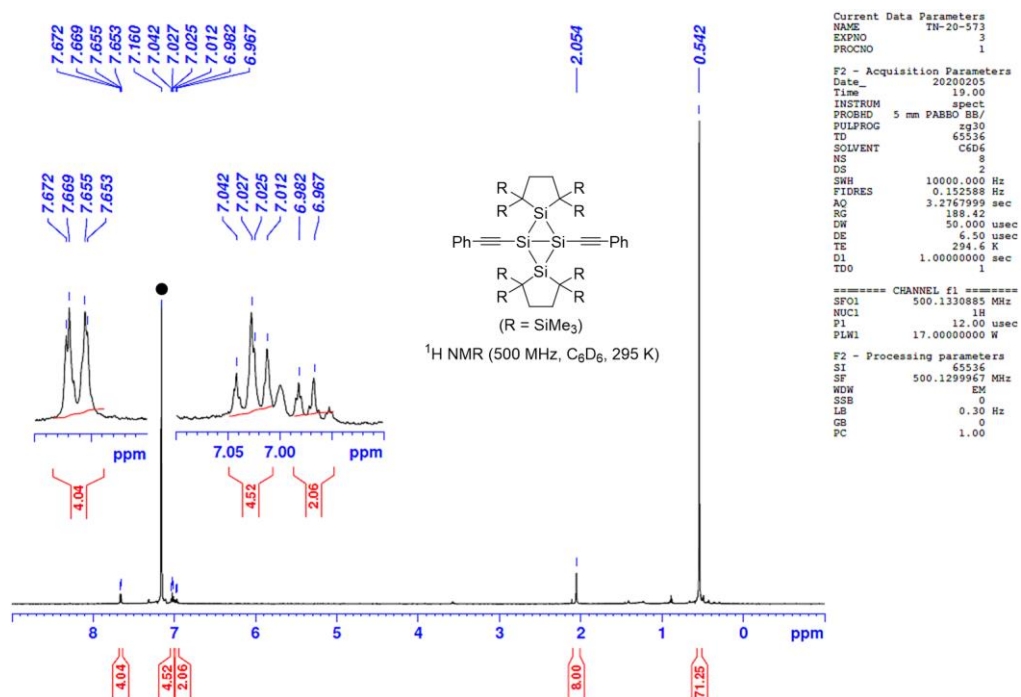 7.672
7.669
7.655
7.653
7.160
7.042
7.027
7.025
7.012
6.982
6.967
2.054
0.542
7.672
7.669
7.655
7.653
7.042
7.027
7.025
7.012
6.982
6.967
ppm
7.05 7.00 ppm
4.04
4.52
2.06
R R
R R
Si
Ph Si Si Ph
Si
R R
R R
(R = SiMe3)
1H NMR (500 MHz, C6D6, 295 K)
8 7 6 5 4 3 2 1 0 ppm
4.04
4.52
2.06
8.00
71.25
Current Data Parameters
NAME TN-20-573
EXPNO 3
PROCNO 1
F2 - Acquisition Parameters
Date_ 20200205
Time 19.00
INSTRUM spect
PROBHD 5 mm PABBO BB/
PULPROG zg30
TD 65536
SOLVENT C6D6
NS 8
DS 2
SWH 10000.000 Hz
FIDRES 0.152588 Hz
AQ 3.2767999 sec
RG 188.42
DW 50.000 usec
DE 6.50 usec
TE 294.6 K
D1 1.00000000 sec
TD0 1
======== CHANNEL f1 ========
SFO1 500.1330885 MHz
NUC1 1H
P1 12.00 usec
PLW1 17.00000000 W
F2 - Processing parameters
SI 65536
SF 500.1299967 MHz
WDW EM
SSB 0
LB 0.30 Hz
GB 0
PC 1.00